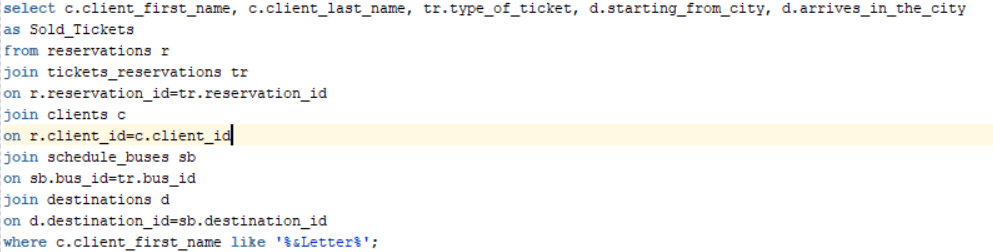 select c.client_first_name, c.client_last_name, tr.type_of_ticket, d.starting_from_city, d.arrives_in_the_city
as Sold_Tickets
from reservations r
join tickets_reservations tr
on r.reservation_id=tr.reservation_id
join clients c
on r.client_id=c.client_id
join schedule_buses sb
on sb.bus_id=tr.bus_id
join destinations d
on d.destination_id=sb.destination_id
where c.client_first_name like '%&Letter%';